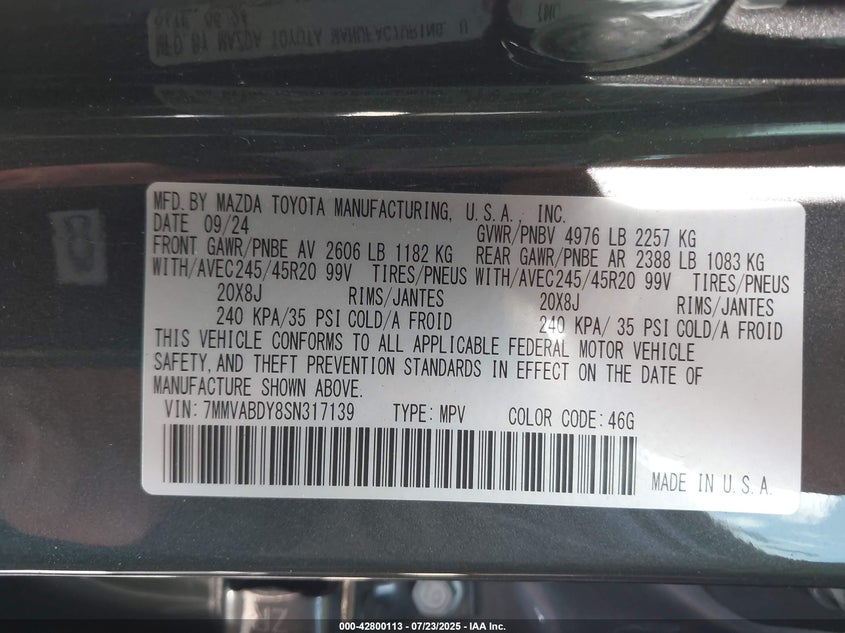 MFD. BY MAZDA TOYOTA MANUFACTURING, U
MFD. BY MAZDA TOYOTA MANUFACTURING, U.S.A., INC.
DATE 09/24 GVWR/PNBV 4976 LB 2257 KG
FRONT GAWR/PNBE AV 2606 LB 1182 KG REAR GAWR/PNBE AR 2388 LB 1083 KG
WITH/AVEC245/45R20 99V TIRES/PNEUS WITH/AVEC245/45R20 99V TIRES/PNEUS
20X8J RIMS/JANTES 20X8J RIMS/JANTES
240 KPA/35 PSI COLD/A FROID 240 KPA/ 35 PSI COLD/A FROID
THIS VEHICLE CONFORMS TO ALL APPLICABLE FEDERAL MOTOR VEHICLE
SAFETY, AND THEFT PREVENTION STANDARDS IN EFFECT ON THE DATE OF
MANUFACTURE SHOWN ABOVE.
VIN: 7MMVABDY8SN317139 TYPE: MPV COLOR CODE: 46G
MADE IN U.S.A.
000-42800113 - 07/23/2025 - IAA Inc.